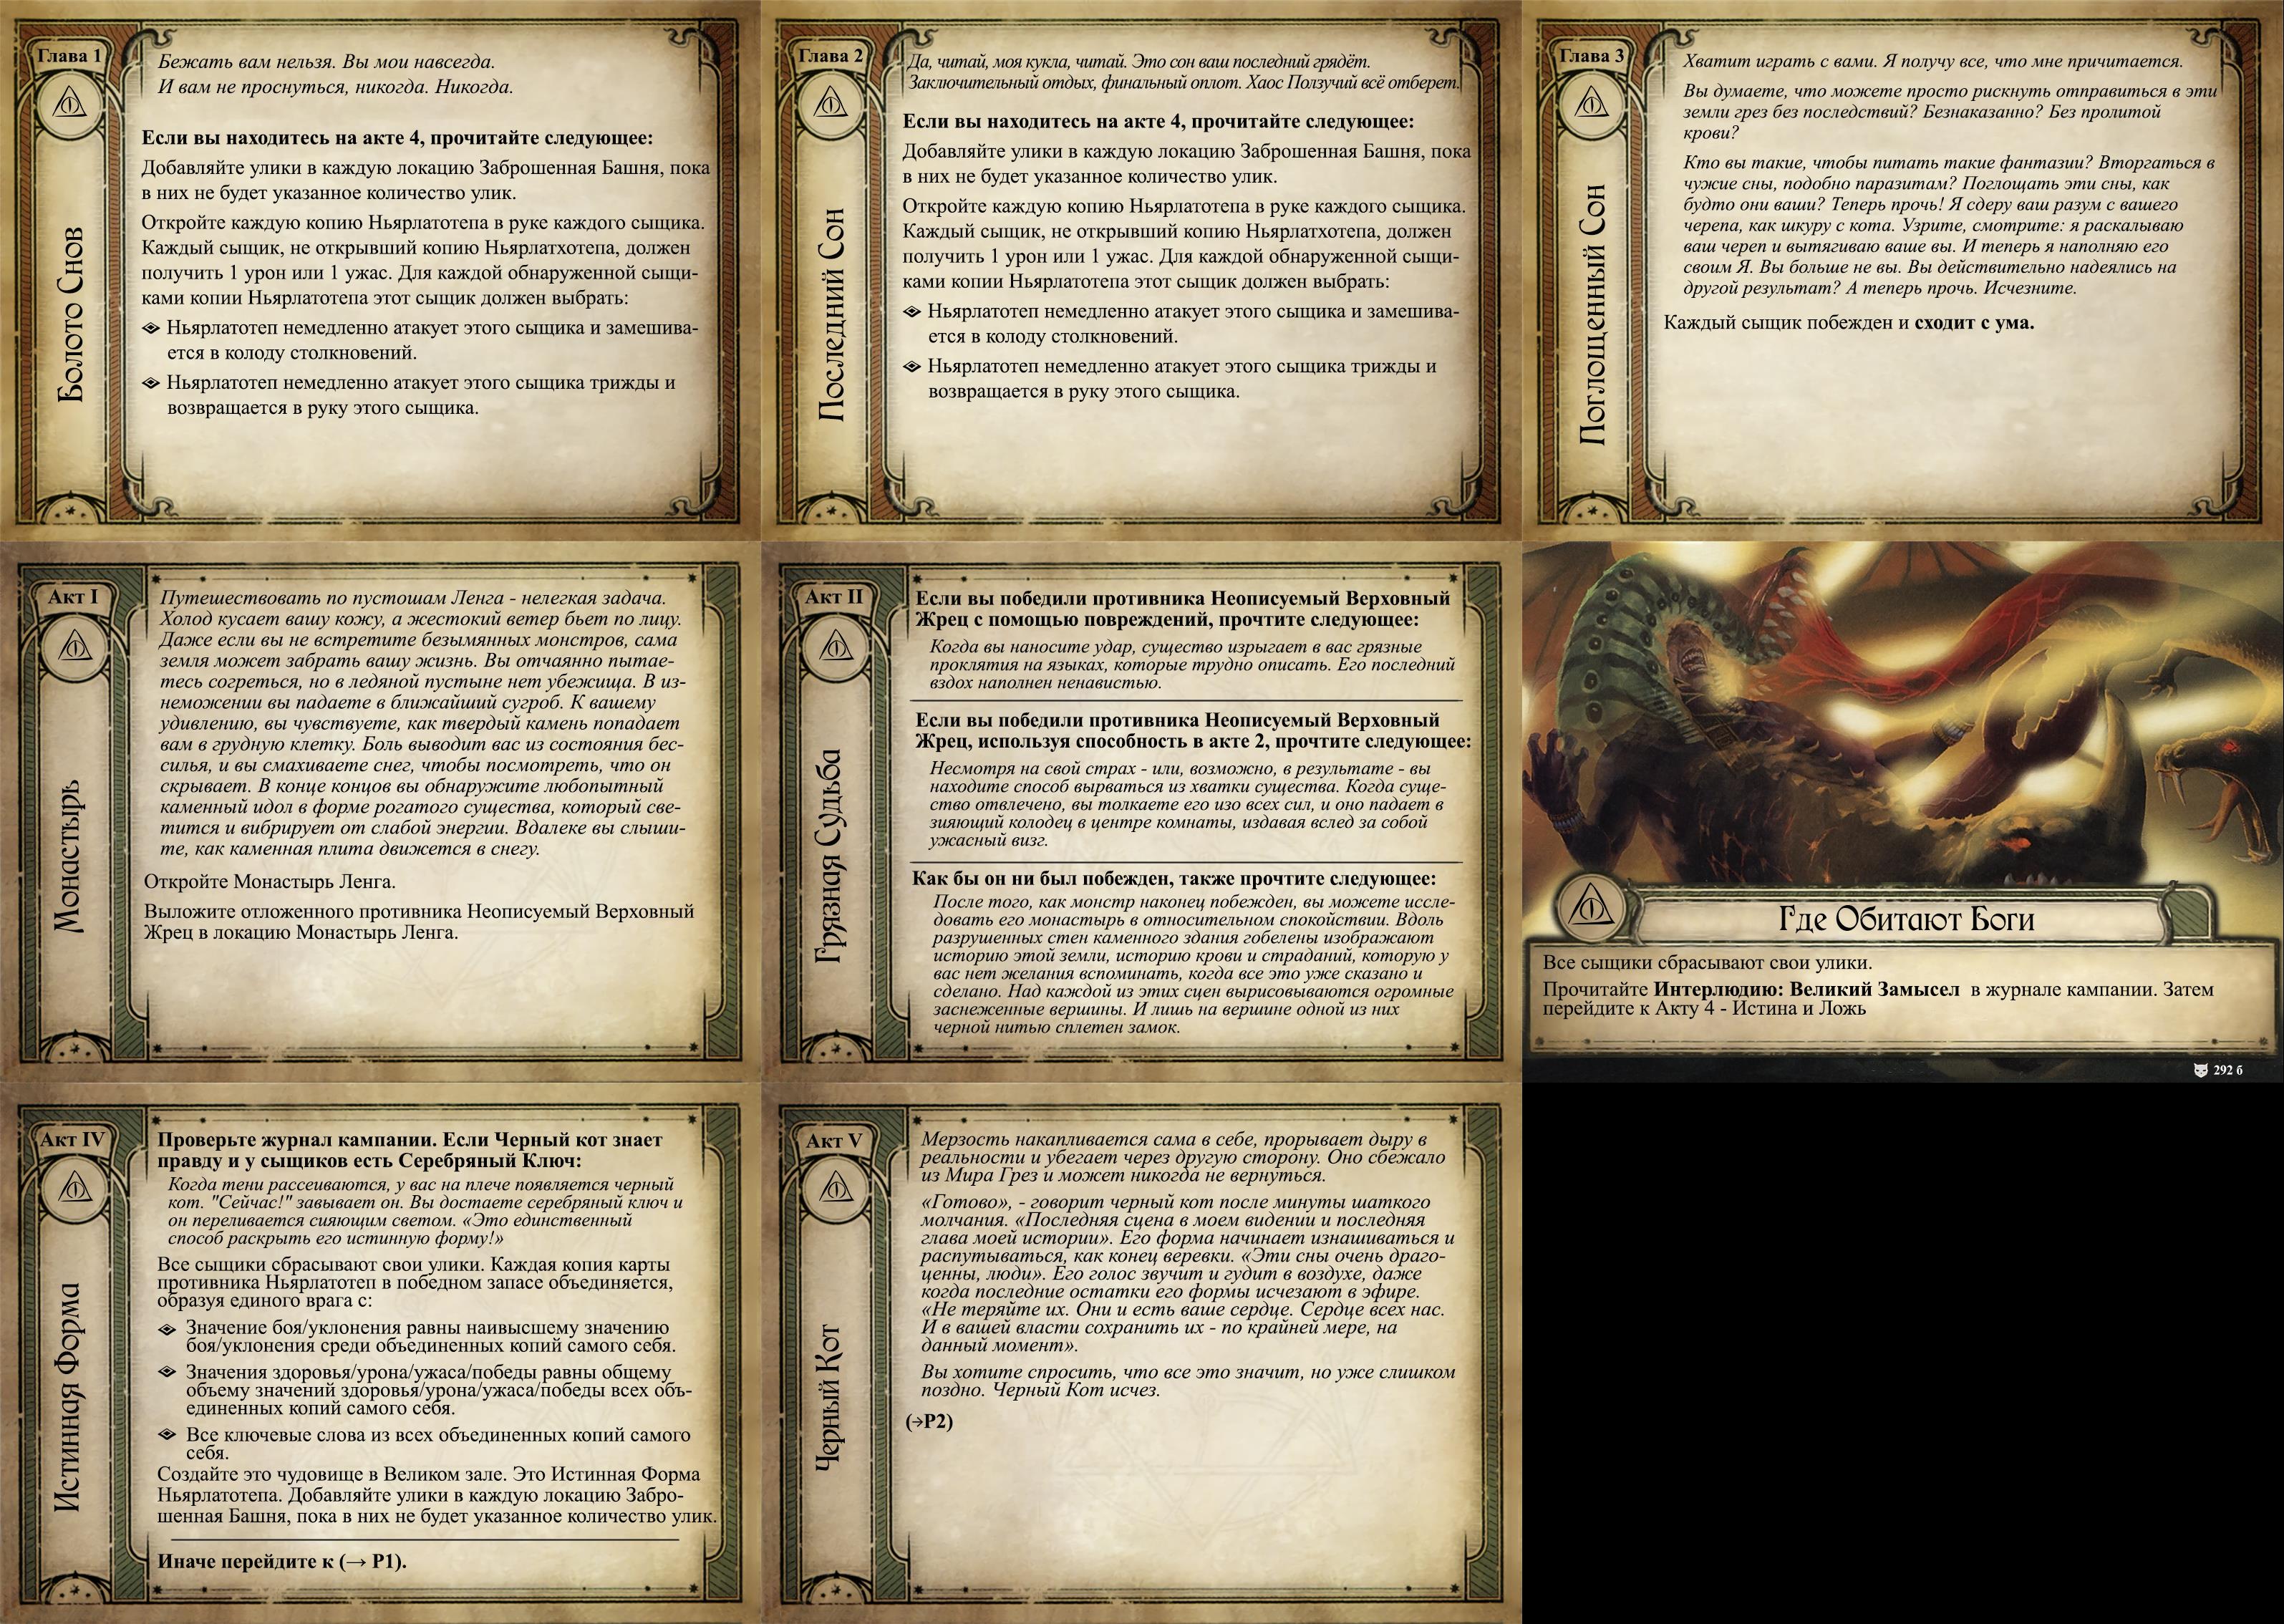 Глава 1
Болото Снов
Бежать вам нельзя. Вы мои навсегда.
И вам не проснуться, никогда. Никогда.
Если вы находитесь на акте 4, прочитайте следующее:
Добавляйте улики в каждую локацию Заброшенная Башня, пока
в них не будет указанное количество улик.
Откройте каждую копию Ньярлатотепа в руке каждого сыщика.
Каждый сыщик, не открывший копию Ньярлатхотепа, должен
получить 1 урон или 1 ужас. Для каждой обнаруженной сыщи-
ками копии Ньярлатотепа этот сыщик должен выбрать:
Ньярлатотеп немедленно атакует этого сыщика и замешива-
ется в колоду столкновений.
Ньярлатотеп немедленно атакует этого сыщика трижды и
возвращается в руку этого сыщика.
Глава 2
Последний Сон
Да, читай, моя кукла, читай. Это сон ваш последний грядёт.
Заключительный отдых, финальный оплот. Хаос Ползучий всё отберет.
Если вы находитесь на акте 4, прочитайте следующее:
Добавляйте улики в каждую локацию Заброшенная Башня, пока
в них не будет указанное количество улик.
Откройте каждую копию Ньярлатотепа в руке каждого сыщика.
Каждый сыщик, не открывший копию Ньярлатхотепа, должен
получить 1 урон или 1 ужас. Для каждой обнаруженной сыщи-
ками копии Ньярлатотепа этот сыщик должен выбрать:
Ньярлатотеп немедленно атакует этого сыщика и замешива-
ется в колоду столкновений.
Ньярлатотеп немедленно атакует этого сыщика трижды и
возвращается в руку этого сыщика.
Глава 3
Поглощенный Сон
Хватит играть с вами. Я получу все, что мне причитается.
Вы думаете, что можете просто рискнуть отправиться в эти
земли грез без последствий? Безнаказанно? Без пролитой
крови?
Кто вы такие, чтобы питать такие фантазии? Вторгаться в
чужие сны, подобно паразитам? Поглощать эти сны, как
будто они ваши? Теперь прочь! Я сдеру ваш разум с вашего
черепа, как шкуру с кота. Узрите, смотрите: я раскалываю
ваш череп и вытягиваю ваше вы. И теперь я наполняю его
своим Я. Вы больше не вы. Вы действительно надеялись на
другой результат? А теперь прочь. Исчезните.
Каждый сыщик побежден и сходит с ума.
Акт I
Монастырь
Путешествовать по пустошам Ленга - нелегкая задача.
Холод кусает вашу кожу, а жестокий ветер бьет по лицу.
Даже если вы не встретите безымянных монстров, сама
земля может забрать вашу жизнь. Вы отчаянно пытае-
тесь согреться, но в ледяной пустыне нет убежища. В из-
неможении вы падаете в ближайший сугроб. К вашему
удивлению, вы чувствуете, как твердый камень попадает
вам в грудную клетку. Боль выводит вас из состояния бес-
силья, и вы смахиваете снег, чтобы посмотреть, что он
скрывает. В конце концов вы обнаружите любопытный
каменный идол в форме рогатого существа, который све-
тится и вибрирует от слабой энергии. Вдалеке вы слыши-
те, как каменная плита движется в снегу.
Откройте Монастырь Ленга.
Выложите отложенного противника Неописуемый Верховный
Жрец в локацию Монастырь Ленга.
Акт II
Грязная Судьба
Если вы победили противника Неописуемый Верховный
Жрец с помощью повреждений, прочтите следующее:
Когда вы наносите удар, существо изрыгает в вас грязные
проклятия на языках, которые трудно описать. Его последний
вздох наполнен ненавистью.
Если вы победили противника Неописуемый Верховный
Жрец, используя способность в акте 2, прочтите следующее:
Несмотря на свой страх - или, возможно, в результате - вы
находите способ вырваться из хватки существа. Когда суще-
ство отвлечено, вы толкаете его изо всех сил, и оно падает в
зияющий колодец в центре комнаты, издавая вслед за собой
ужасный визг.
Как бы он ни был побежден, также прочтите следующее:
После того, как монстр наконец побежден, вы можете иссле-
довать его монастырь в относительном спокойствии. Вдоль
разрушенных стен каменного здания гобелены изображают
историю этой земли, историю крови и страданий, которую у
вас нет желания вспоминать, когда все это уже сказано и
сделано. Над каждой из этих сцен вырисовываются огромные
заснеженные вершины. И лишь на вершине одной из них
черной нитью сплетен замок.
Где Обитают Боги
Все сыщики сбрасывают свои улики.
Прочитайте Интерлюдию: Великий Замысел в журнале кампании. Затем
перейдите к Акту 4 - Истина и Ложь
292 б
Акт IV
Истинная Форма
Проверьте журнал кампании. Если Черный кот знает
правду и у сыщиков есть Серебряный Ключ:
Когда тени рассеиваются, у вас на плече появляется черный
кот. "Сейчас!" завывает он. Вы достаете серебряный ключ и
он переливается сияющим светом. «Это единственный
способ раскрыть его истинную форму!»
Все сыщики сбрасывают свои улики. Каждая копия карты
противника Ньярлатотеп в победном запасе объединяется,
образуя единого врага с:
Значение боя/уклонения равны наивысшему значению
боя/уклонения среди объединенных копий самого себя.
Значения здоровья/урона/ужаса/победы равны общему
объему значений здоровья/урона/ужаса/победы всех объ-
единенных копий самого себя.
Все ключевые слова из всех объединенных копий самого
себя.
Создайте это чудовище в Великом зале. Это Истинная Форма
Ньярлатотепа. Добавляйте улики в каждую локацию Забро-
шенная Башня, пока в них не будет указанное количество улик.
Иначе перейдите к (→ Р1).
Акт V
Черный Кот
Мерзость накапливается сама в себе, прорывает дыру в
реальности и убегает через другую сторону. Оно сбежало
из Мира Грез и может никогда не вернуться.
«Готово», - говорит черный кот после минуты шаткого
молчания. «Последняя сцена в моем видении и последняя
глава моей истории». Его форма начинает изнашиваться и
распутываться, как конец веревки. «Эти сны очень драго-
ценны, люди». Его голос звучит и гудит в воздухе, даже
когда последние остатки его формы исчезают в эфире.
«Не теряйте их. Они и есть ваше сердце. Сердце всех нас.
И в вашей власти сохранить их - по крайней мере, на
данный момент».
Вы хотите спросить, что все это значит, но уже слишком
поздно. Черный Кот исчез.
(→Р2)